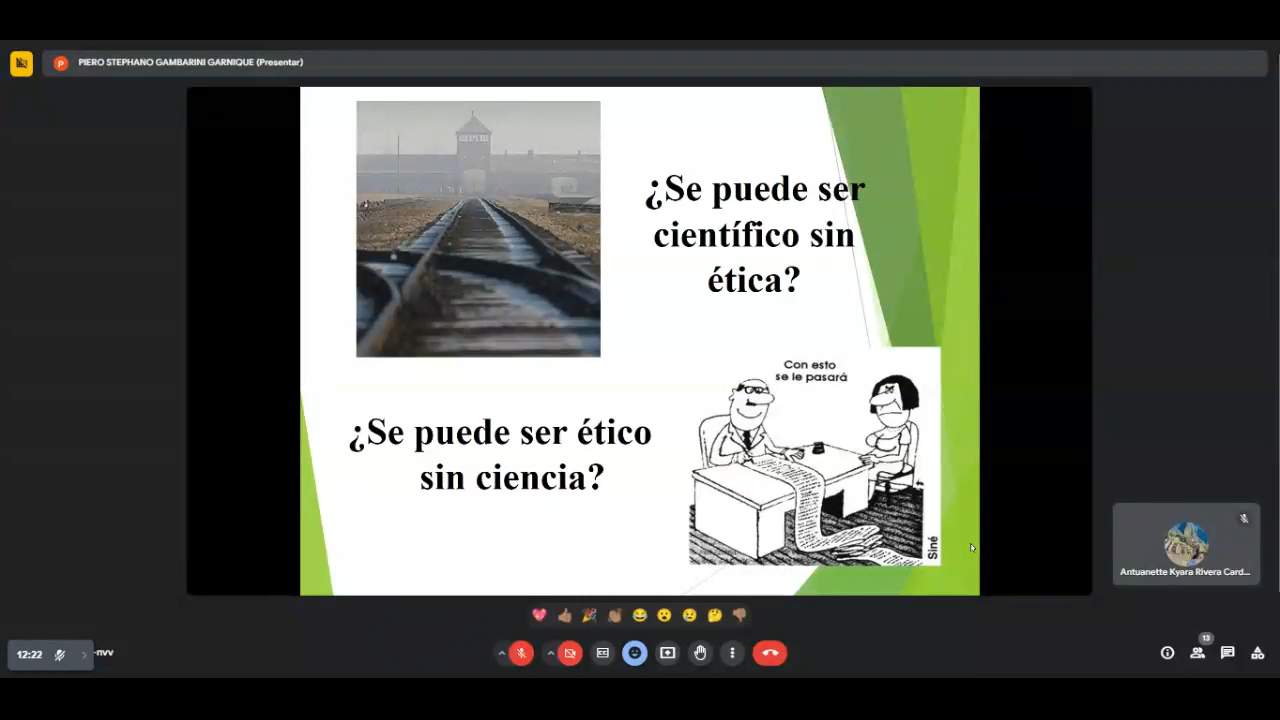 PIERO STEPHANO GAMBARINI GARNIQUE (Presentar)
P
¿Se puede ser
científico sin
ética?
Con esto
se le pasará
¿Se puede ser ético
sin ciencia?
Siné
Antuanette Kyara Rivera Card...
12:22
-nvv
13